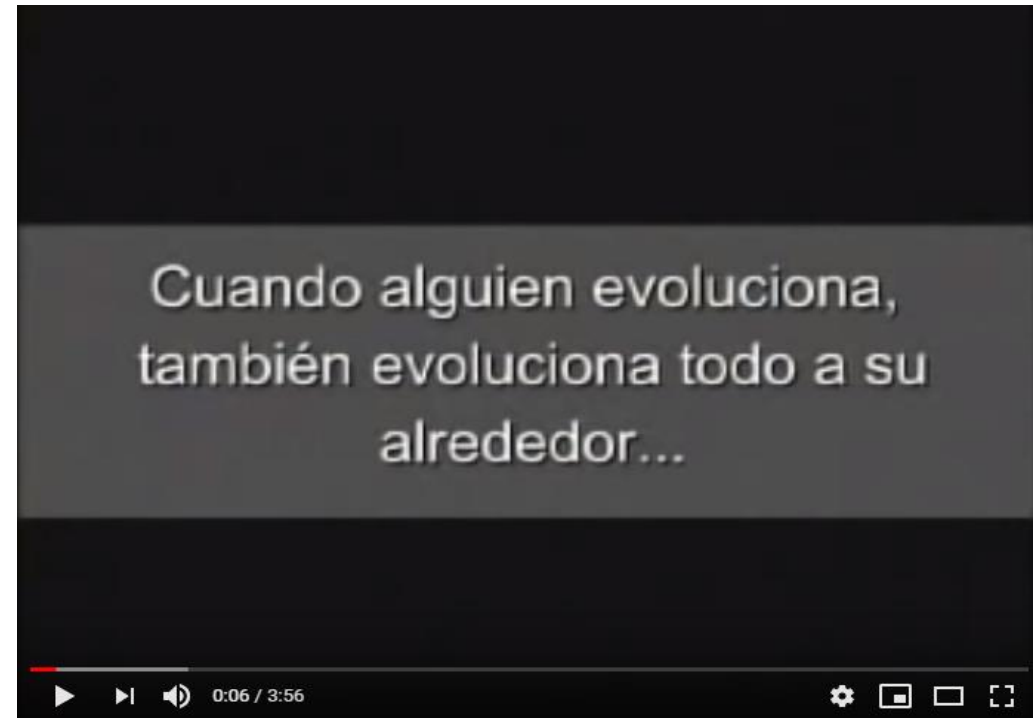 Cuando alguien evoluciona,
también evoluciona todo a su
alrededor...
0:06 / 3:56